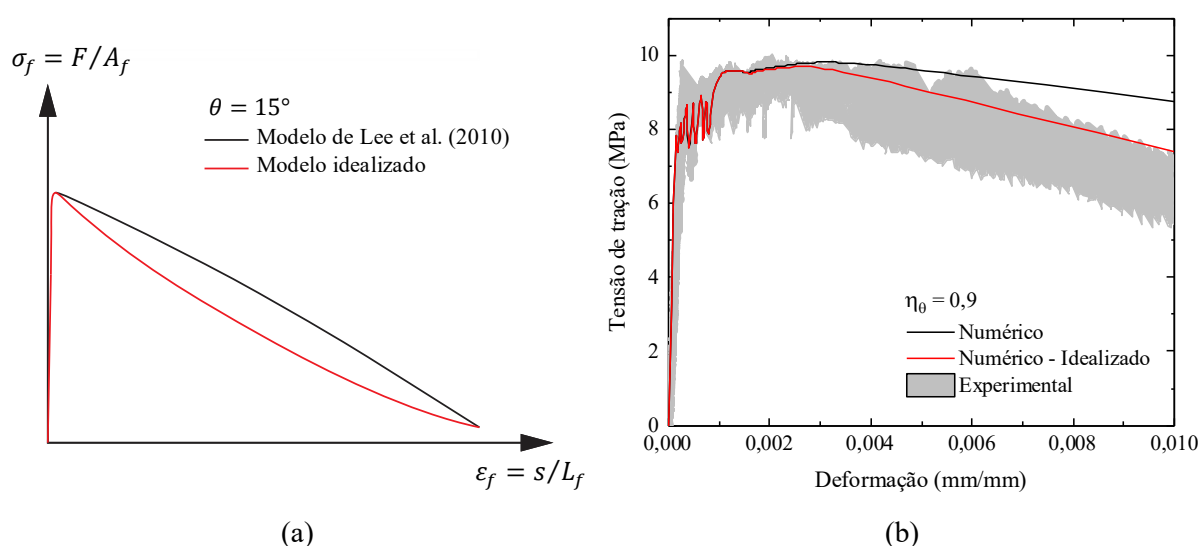 (a)
σ_f = F/A_f
θ = 15°
Modelo de Lee et al. (2010)
Modelo idealizado
ε_f = s/L_f
(a)
(b)
10
8
6
4
2
0
Tensão de tração (MPa)
η_θ = 0,9
Numérico
Numérico - Idealizado
Experimental
0,000
0,002
0,004
0,006
0,008
0,010
Deformação (mm/mm)
(b)